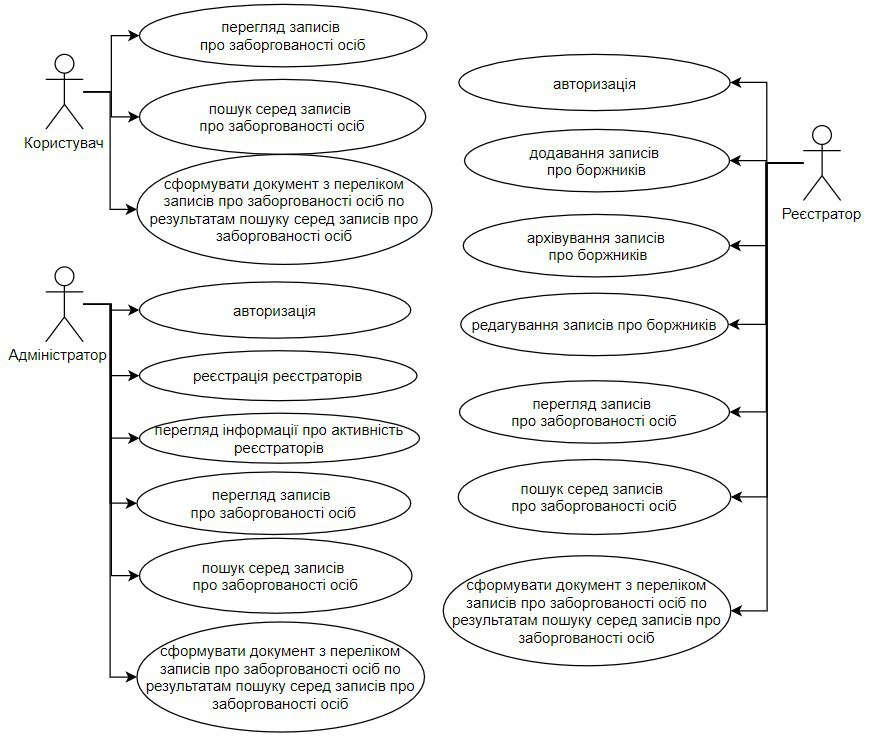 перегляд записів
про заборгованості осіб
Користувач
пошук серед записів
про заборгованості осіб
сформувати документ з переліком
записів про заборгованості осіб по
результатам пошуку серед записів про
заборгованості осіб
Адміністратор
авторизація
реєстрація реєстраторів
перегляд інформації про активність
реєстраторів
перегляд записів
про заборгованості осіб
пошук серед записів
про заборгованості осіб
сформувати документ з переліком
записів про заборгованості осіб по
результатам пошуку серед записів про
заборгованості осіб
Реєстратор
авторизація
додавання записів
про боржників
архівування записів
про боржників
редагування записів про боржників
перегляд записів
про заборгованості осіб
пошук серед записів
про заборгованості осіб
сформувати документ з переліком
записів про заборгованості осіб по
результатам пошуку серед записів про
заборгованості осіб